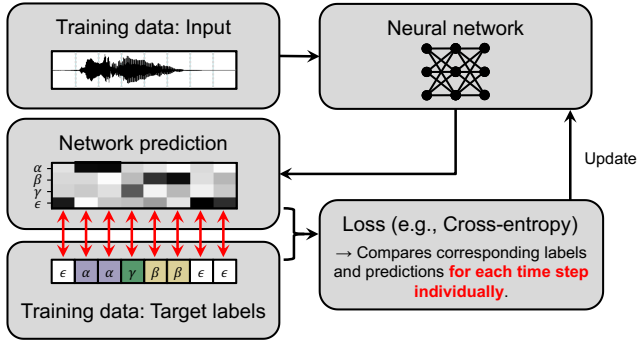 Training data: Input
Neural network
Network prediction
α
β
γ
ϵ
Update
Loss (e.g., Cross-entropy)
→ Compares corresponding labels
and predictions for each time step
individually.
ϵ α α γ β β ϵ ϵ
Training data: Target labels